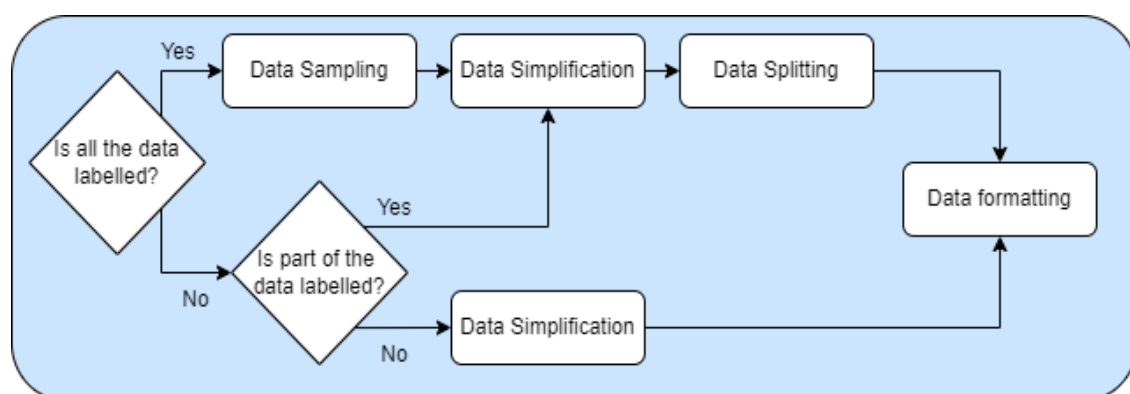 Yes
Data Sampling
Data Simplification
Data Splitting
Is all the data
labelled?
Data formatting
Yes
Is part of the
data labelled?
No
Data Simplification
No